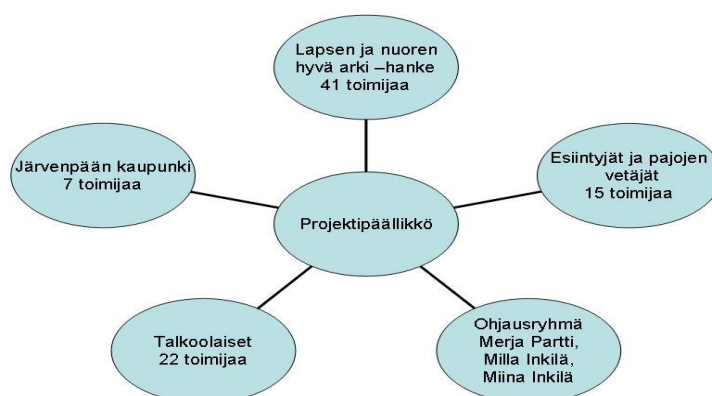 Lapsen ja nuoren
hyvä arki –hanke
41 toimijaa
Järvenpään kaupunki
7 toimijaa
Esiintyjät ja pajojen
vetäjät
15 toimijaa
Projektipäällikkö
Talkoolaiset
22 toimijaa
Ohjausryhmä
Merja Partti,
Milla Inkilä,
Miina Inkilä